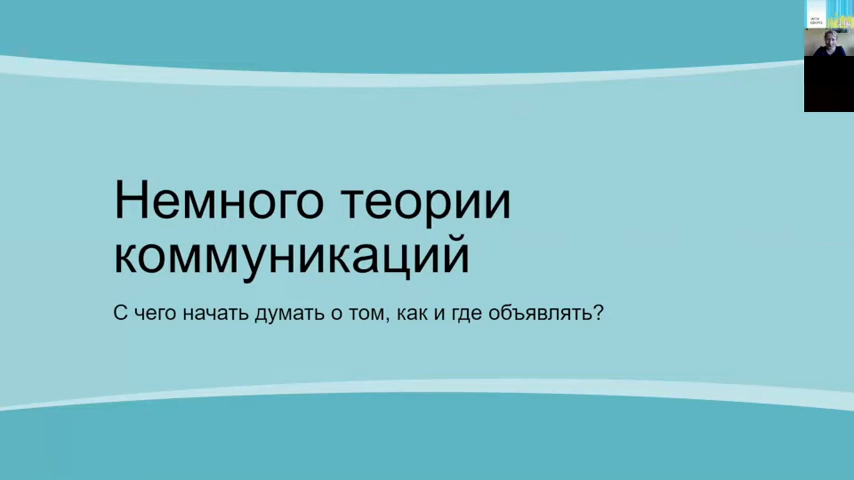 Немного теории
коммуникаций
С чего начать думать о том, как и где объявлять?